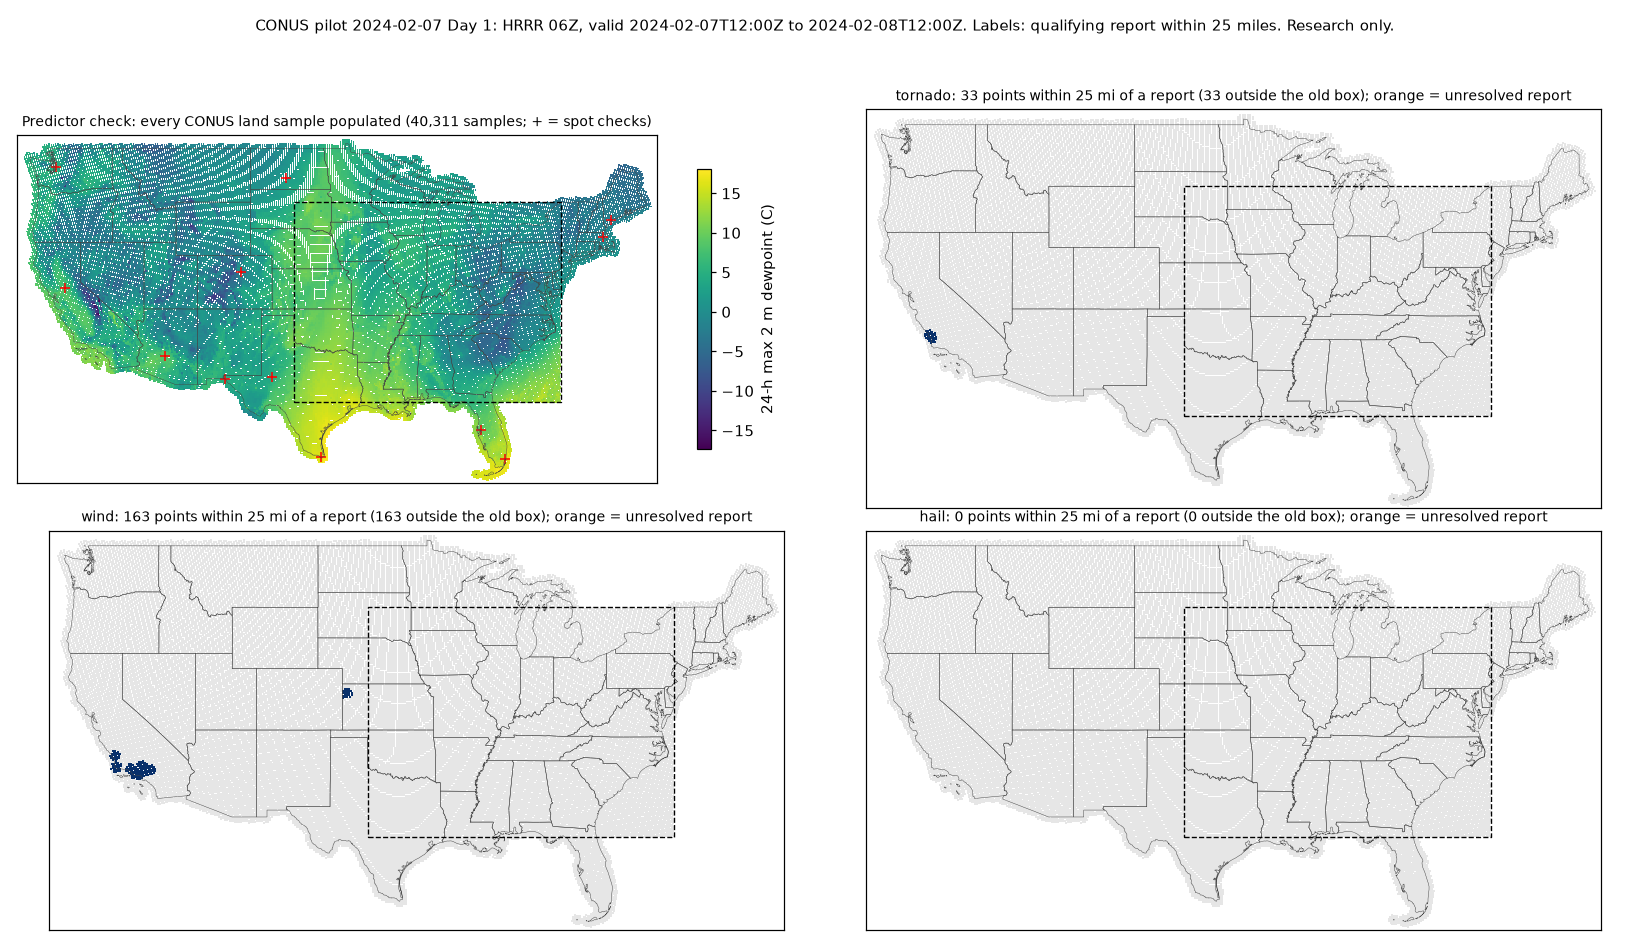 CONUS pilot 2024-02-07 Day 1: HRRR 06Z, valid 2024-02-07T12:00Z to 2024-02-08T12:00Z. Labels: qualifying report within 25 miles. Research only.
Predictor check: every CONUS land sample populated (40,311 samples; + = spot checks)
15
10
5
0
−5
−10
−15
24-h max 2 m dewpoint (C)
tornado: 33 points within 25 mi of a report (33 outside the old box); orange = unresolved report
wind: 163 points within 25 mi of a report (163 outside the old box); orange = unresolved report
hail: 0 points within 25 mi of a report (0 outside the old box); orange = unresolved report